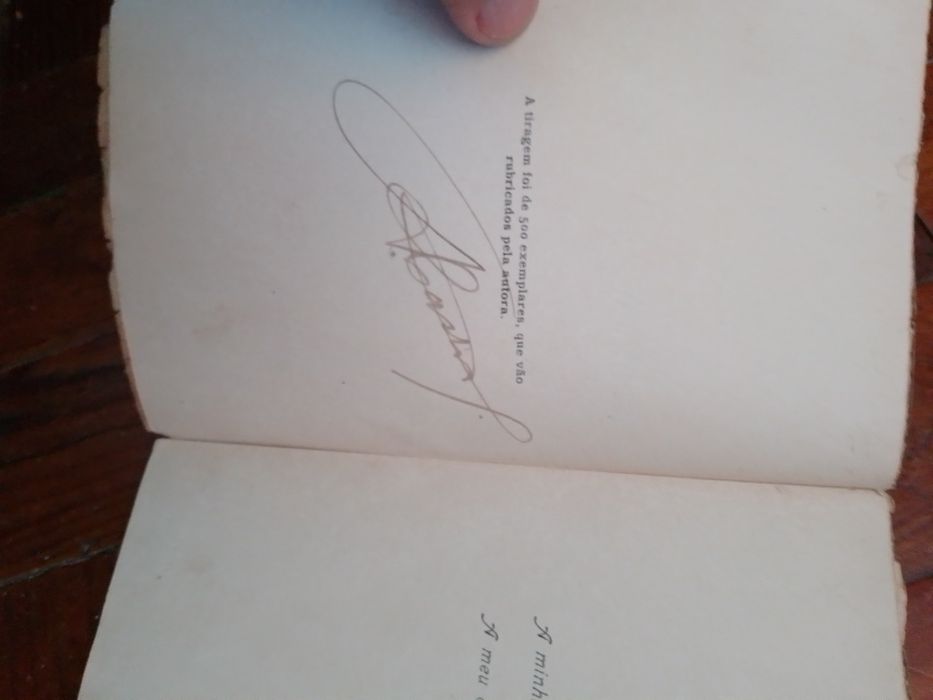 A tiragem foi de 500 exemplares, que vão
rubricados pela autora.
A minh
A meu